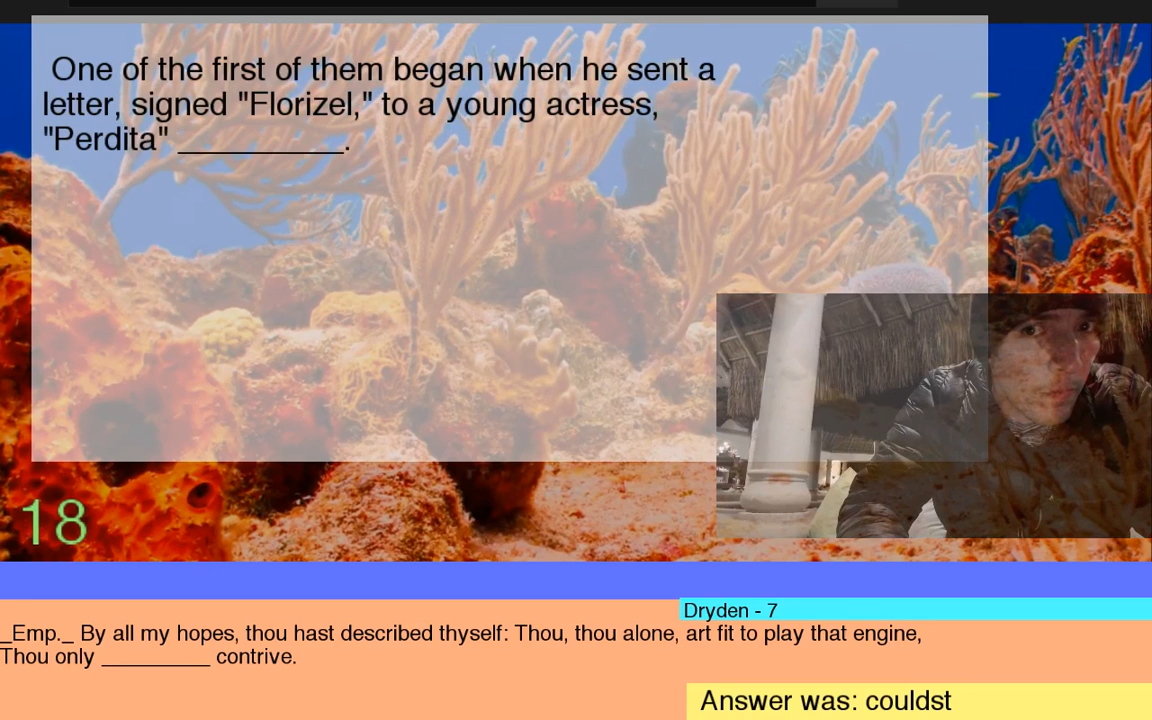 One of the first of them began when he sent a
letter, signed "Florizel," to a young actress,
"Perdita" __________.
18
Dryden - 7
_Emp._ By all my hopes, thou hast described thyself: Thou, thou alone, art fit to play that engine,
Thou only __________ contrive.
Answer was: couldst